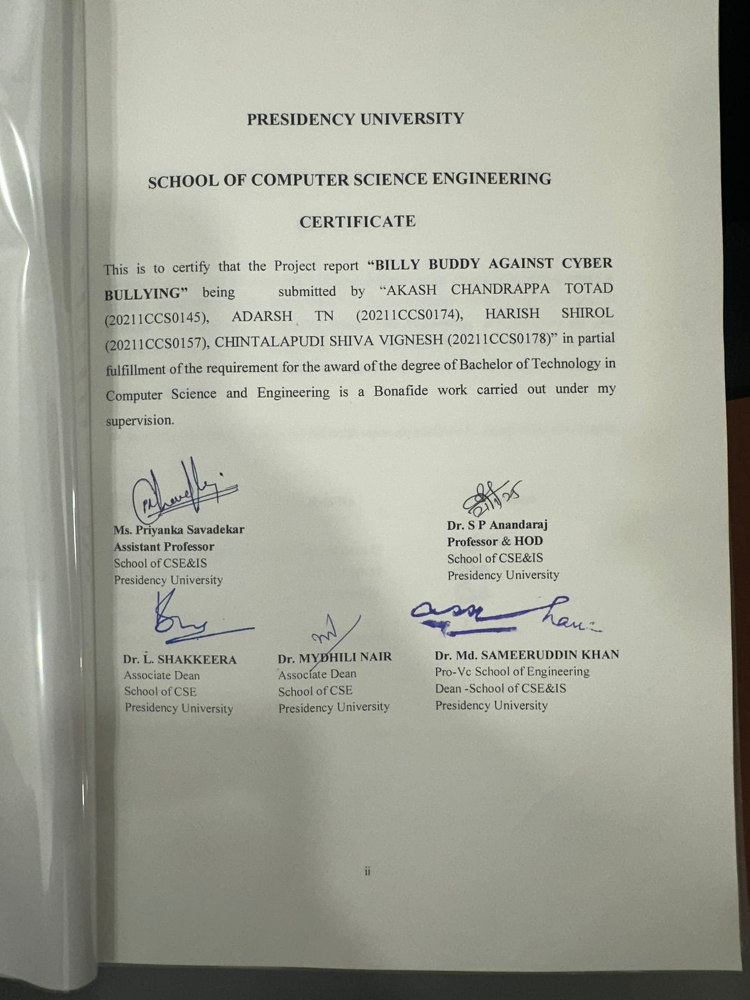 PRESIDENCY UNIVERSITY
SCHOOL OF COMPUTER SCIENCE ENGINEERING
CERTIFICATE
This is to certify that the Project report “BILLY BUDDY AGAINST CYBER
BULLYING” being submitted by “AKASH CHANDRAPPA TOTAD
(20211CCS0145), ADARSH TN (20211CCS0174), HARISH SHIROL
(20211CCS0157), CHINTALAPUDI SHIVA VIGNESH (20211CCS0178)” in partial
fulfillment of the requirement for the award of the degree of Bachelor of Technology in
Computer Science and Engineering is a Bonafide work carried out under my
supervision.
21/1/25
Ms. Priyanka Savadekar
Assistant Professor
School of CSE&IS
Presidency University
Dr. S P Anandaraj
Professor & HOD
School of CSE&IS
Presidency University
Dr. L. SHAKKEERA
Associate Dean
School of CSE
Presidency University
Dr. MYDHILI NAIR
Associate Dean
School of CSE
Presidency University
Dr. Md. SAMEERUDDIN KHAN
Pro-Vc School of Engineering
Dean -School of CSE&IS
Presidency University
ii